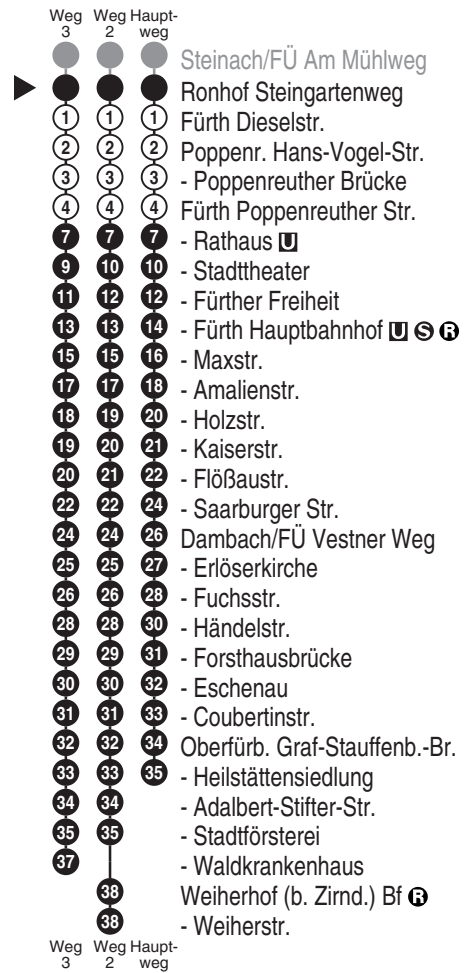 Weg Weg Haupt-
3 2 weg
Steinach/FÜ Am Mühlweg
Ronhof Steingartenweg
1 1 1 Fürth Dieselstr.
2 2 2 Poppenr. Hans-Vogel-Str.
3 3 3 - Poppenreuther Brücke
4 4 4 Fürth Poppenreuther Str.
7 7 7 - Rathaus U
9 10 10 - Stadttheater
11 12 12 - Fürther Freiheit
13 13 14 - Fürth Hauptbahnhof U S R
15 15 16 - Maxstr.
17 17 18 - Amalienstr.
18 19 20 - Holzstr.
19 20 21 - Kaiserstr.
20 21 22 - Flößaustr.
22 22 24 - Saarburger Str.
24 24 26 Dambach/FÜ Vestner Weg
25 25 27 - Erlöserkirche
26 26 28 - Fuchsstr.
28 28 30 - Händelstr.
29 29 31 - Forsthausbrücke
30 30 32 - Eschenau
31 31 33 - Coubertinstr.
32 32 34 Oberfürb. Graf-Stauffenb.-Br.
33 33 35 - Heilstättensiedlung
34 34 - Adalbert-Stifter-Str.
35 35 - Stadtförsterei
37 - Waldkrankenhaus
38 Weiherhof (b. Zirnd.) Bf R
38 - Weiherstr.
Weg Weg Haupt-
3 2 weg